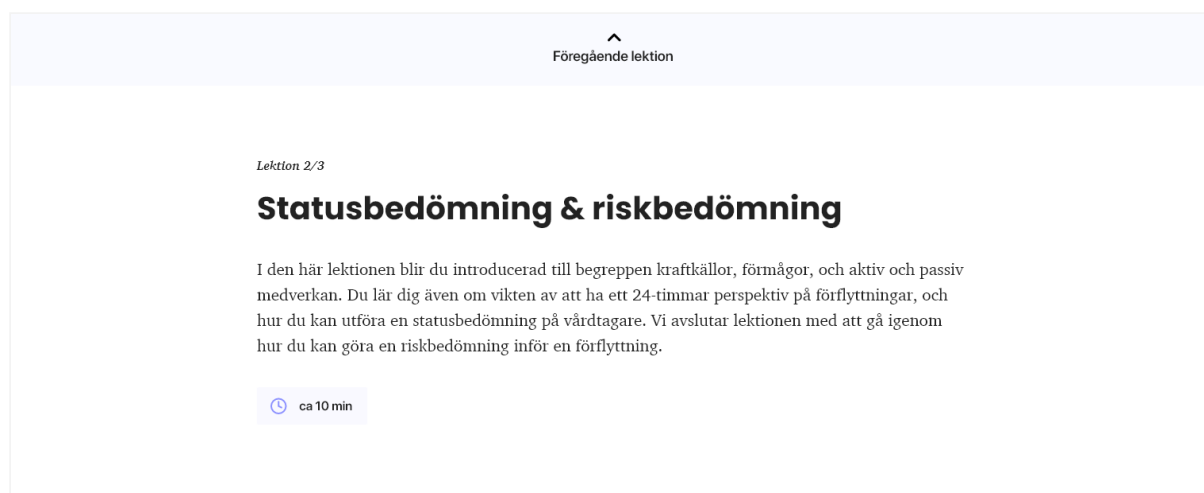 Föregående lektion
Lektion 2/3
Statusbedömning & riskbedömning
I den här lektionen blir du introducerad till begreppen kraftkällor, förmågor, och aktiv och passiv
medverkan. Du lär dig även om vikten av att ha ett 24-timmar perspektiv på förflyttningar, och
hur du kan utföra en statusbedömning på vårdtagare. Vi avslutar lektionen med att gå igenom
hur du kan göra en riskbedömning inför en förflyttning.
ca 10 min